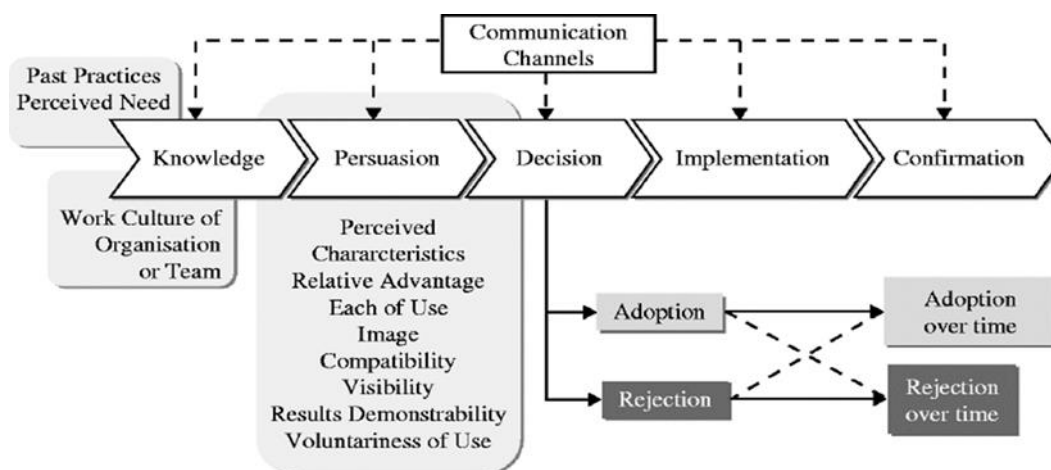 Communication
Channels
Past Practices
Perceived Need
Knowledge
Persuasion
Decision
Implementation
Confirmation
Work Culture of
Organisation
or Team
Perceived
Chararcteristics
Relative Advantage
Each of Use
Image
Compatibility
Visibility
Results Demonstrability
Voluntariness of Use
Adoption
Adoption
over time
Rejection
Rejection
over time